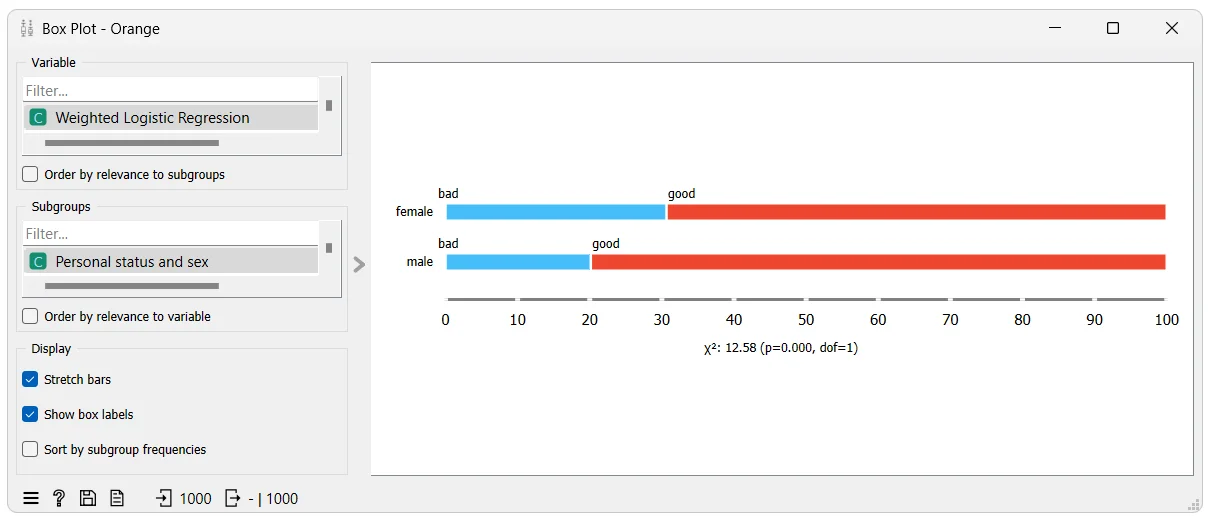 Box Plot - Orange
Variable
Filter...
C Weighted Logistic Regression
Order by relevance to subgroups
Subgroups
Filter...
C Personal status and sex
Order by relevance to variable
Display
Stretch bars
Show box labels
Sort by subgroup frequencies
bad good
female
bad good
male
0 10 20 30 40 50 60 70 80 90 100
χ²: 12.58 (p=0.000, dof=1)
? 1000 - | 1000